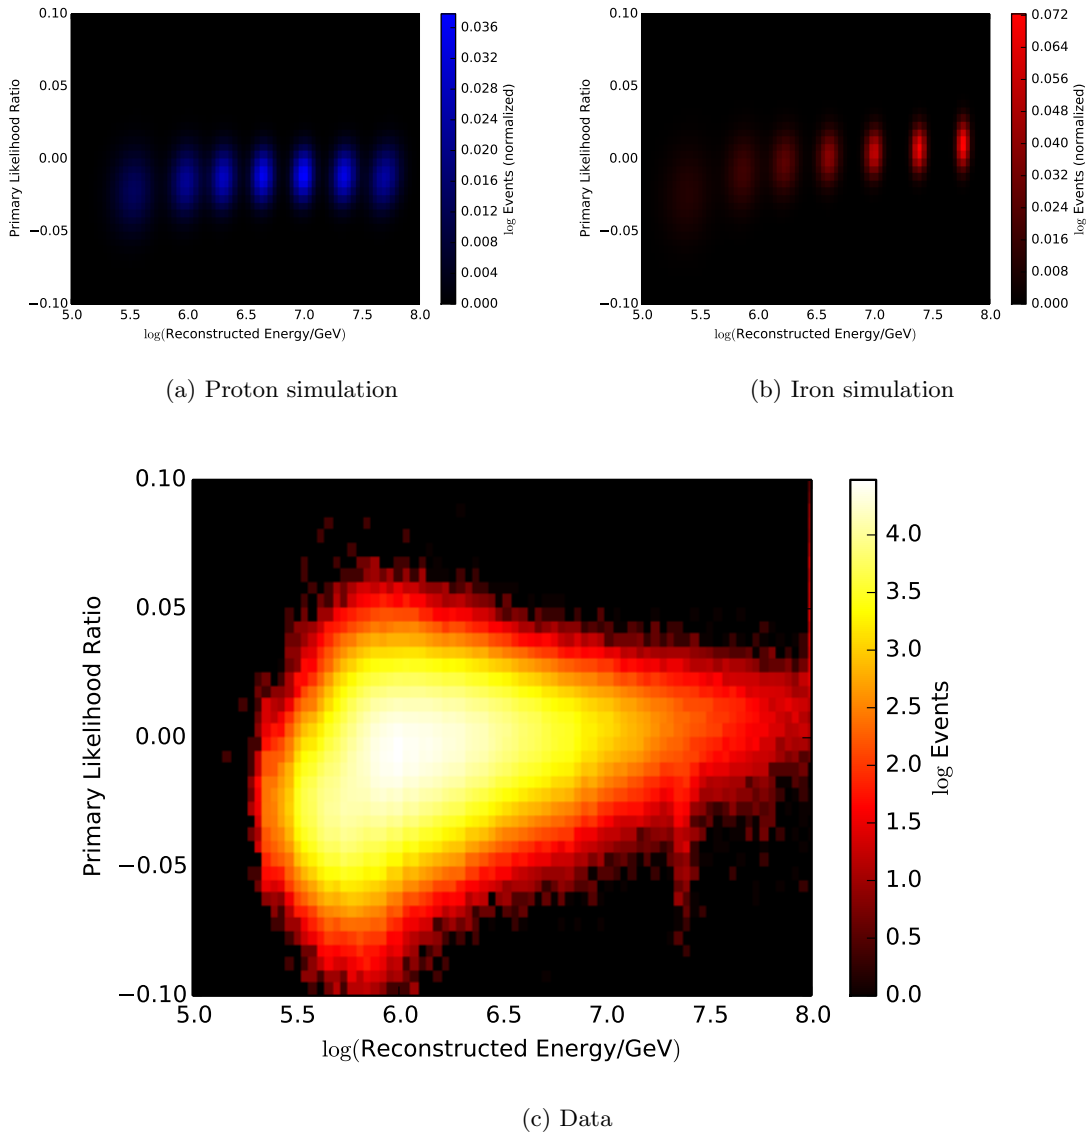 0.10
0.05
0.00
−0.05
−0.10
Primary Likelihood Ratio
5.0 5.5 6.0 6.5 7.0 7.5 8.0
log(Reconstructed Energy/GeV)
0.036
0.032
0.028
0.024
0.020
0.016
0.012
0.008
0.004
0.000
log Events (normalized)
(a) Proton simulation
0.10
0.05
0.00
−0.05
−0.10
Primary Likelihood Ratio
5.0 5.5 6.0 6.5 7.0 7.5 8.0
log(Reconstructed Energy/GeV)
0.072
0.064
0.056
0.048
0.040
0.032
0.024
0.016
0.008
0.000
log Events (normalized)
(b) Iron simulation
0.10
0.05
0.00
−0.05
−0.10
Primary Likelihood Ratio
5.0 5.5 6.0 6.5 7.0 7.5 8.0
log(Reconstructed Energy/GeV)
4.0
3.5
3.0
2.5
2.0
1.5
1.0
0.5
0.0
log Events
(c) Data